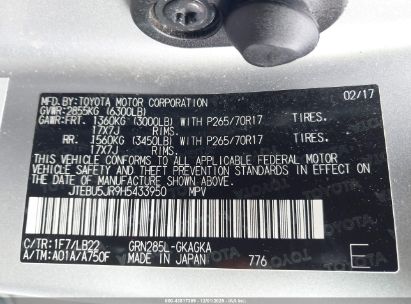 MFD. BY: TOYOTA MOTOR CORPORATION 02/17
GVWR: 2855KG (6300LB)
GAWR: FRT. 1360KG (3000LB) WITH P265/70R17 TIRES.
17X7J RIMS.
RR. 1560KG (3450LB) WITH P265/70R17 TIRES.
17X7J RIMS.
THIS VEHICLE CONFORMS TO ALL APPLICABLE FEDERAL MOTOR
VEHICLE SAFETY STANDARDS IN EFFECT ON THE DATE OF
MANUFACTURE SHOWN ABOVE.
JTEBU5JR9H5433950 MPV
C/TR: 1F7/LB22 GRN285L-GKAGKA
A/TM: A01A/A750F MADE IN JAPAN 776 E